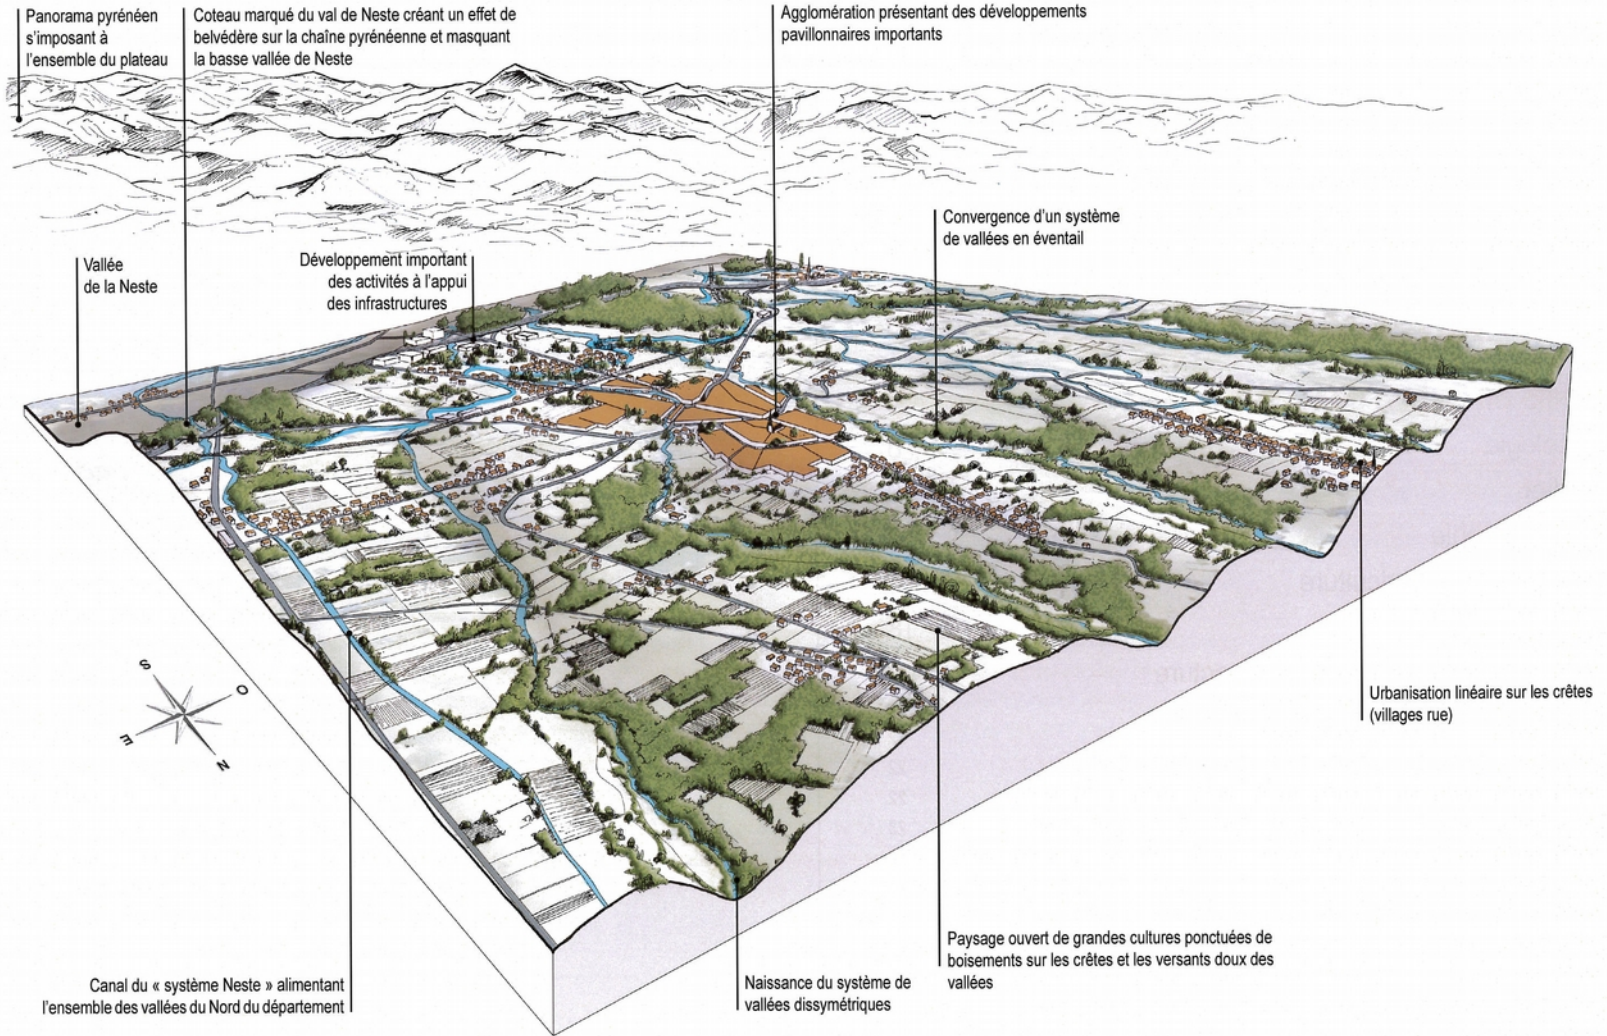 Panorama pyrénéen
s'imposant à
l'ensemble du plateau
Coteau marqué du val de Neste créant un effet de
belvédère sur la chaîne pyrénéenne et masquant
la basse vallée de Neste
Agglomération présentant des développements
pavillonnaires importants
Vallée
de la Neste
Développement important
des activités à l'appui
des infrastructures
Convergence d'un système
de vallées en éventail
S
O
E
N
Urbanisation linéaire sur les crêtes
(villages rue)
Canal du « système Neste » alimentant
l'ensemble des vallées du Nord du département
Naissance du système de
vallées dissymétriques
Paysage ouvert de grandes cultures ponctuées de
boisements sur les crêtes et les versants doux des
vallées